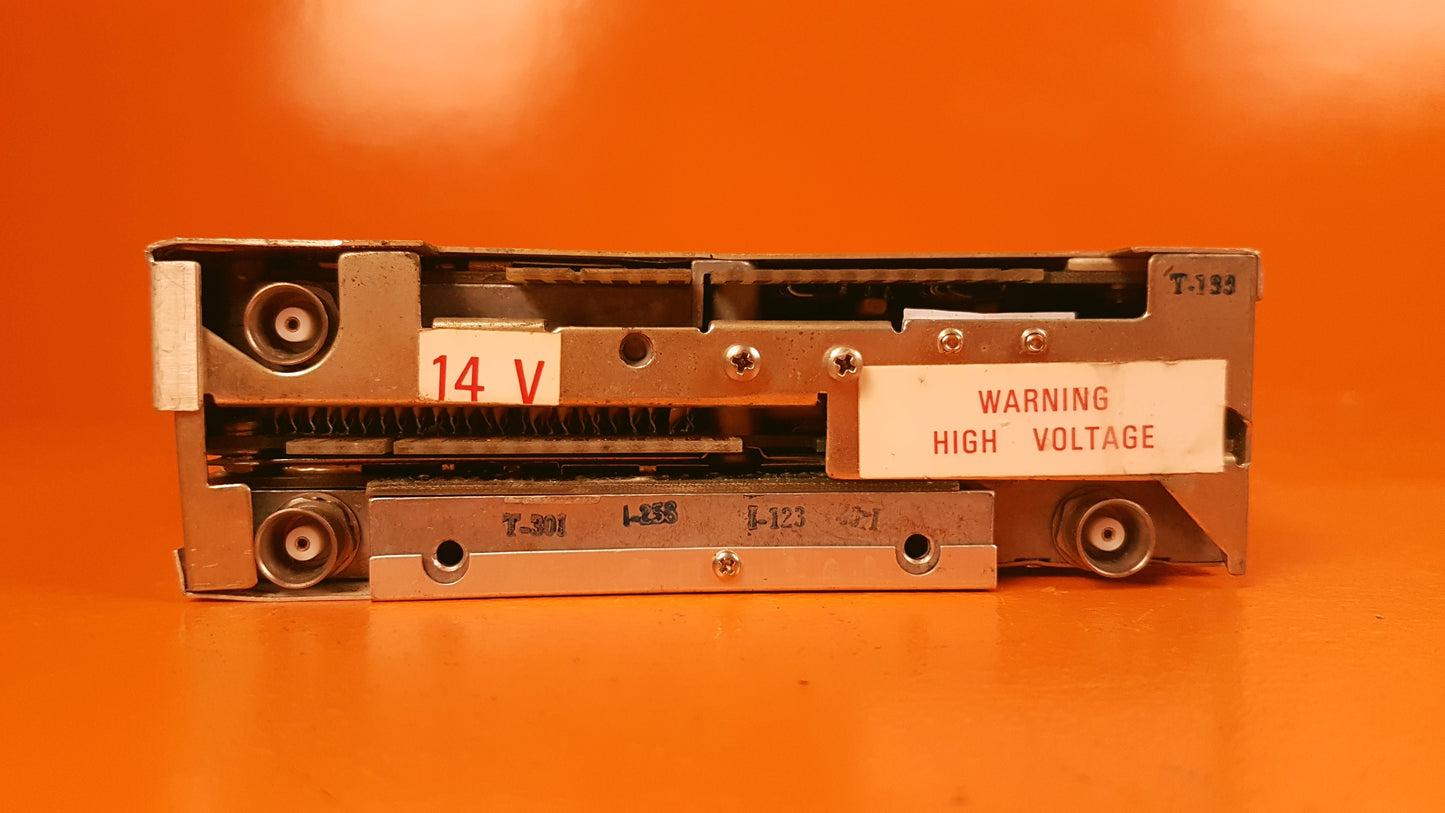 T-199
14 V
WARNING
HIGH VOLTAGE
T-301 I-258 I-123